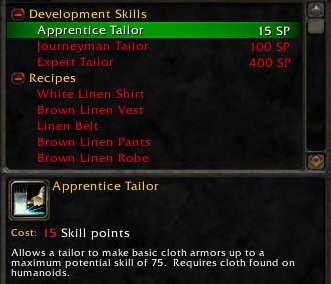 Development Skills
Apprentice Tailor 15 SP
Journeyman Tailor 100 SP
Expert Tailor 400 SP
Recipes
White Linen Shirt
Brown Linen Vest
Linen Belt
Brown Linen Pants
Brown Linen Robe
Apprentice Tailor
Cost: 15 Skill points
Allows a tailor to make basic cloth armors up to a
maximum potential skill of 75. Requires cloth found on
humanoids.